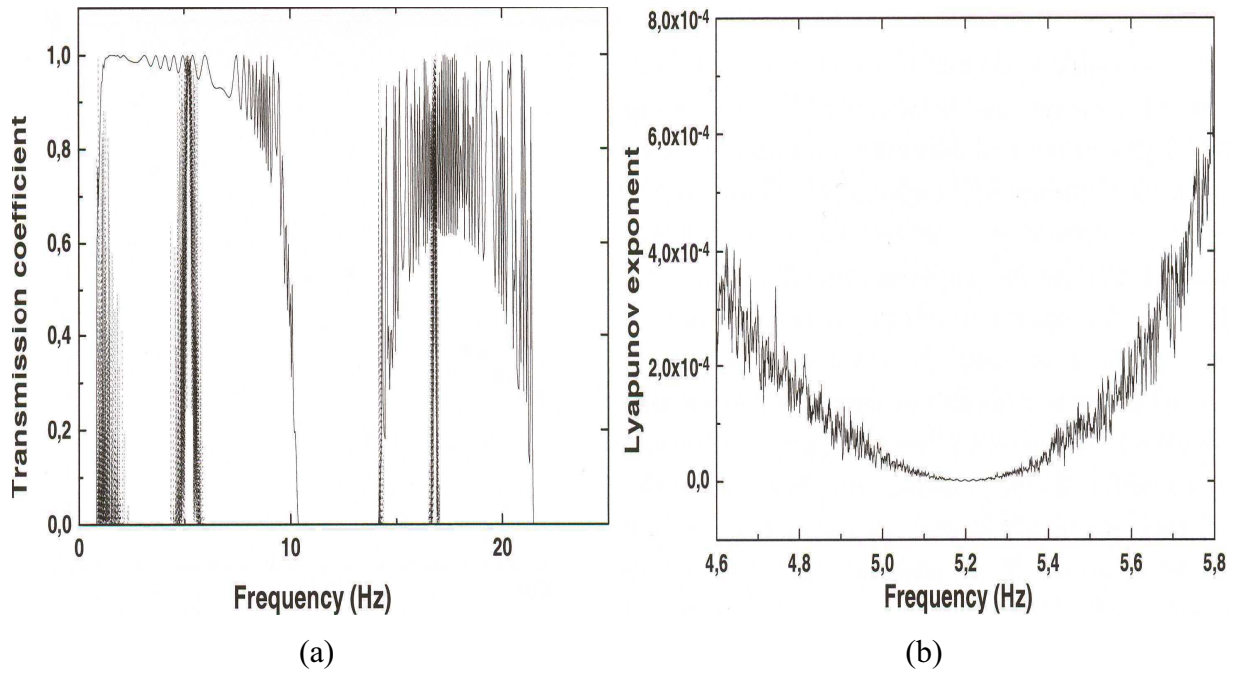 Transmission coefficient
1,0
0,8
0,6
0,4
0,2
0,0
0
10
20
Frequency (Hz)
(a)
Lyapunov exponent
8,0x10-4
6,0x10-4
4,0x10-4
2,0x10-4
0,0
4,6
4,8
5,0
5,2
5,4
5,6
5,8
Frequency (Hz)
(b)